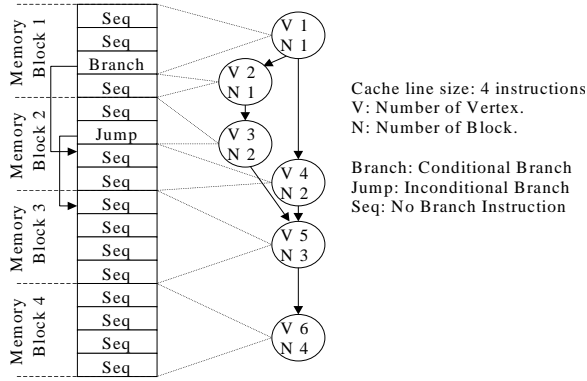 Memory
Block 1
Memory
Block 2
Memory
Block 3
Memory
Block 4
Seq
Seq
Branch
Seq
Seq
Jump
Seq
Seq
Seq
Seq
Seq
Seq
Seq
Seq
Seq
Seq
V 1
N 1
V 2
N 1
V 3
N 2
V 4
N 2
V 5
N 3
V 6
N 4
Cache line size: 4 instructions
V: Number of Vertex.
N: Number of Block.
Branch: Conditional Branch
Jump: Inconditional Branch
Seq: No Branch Instruction